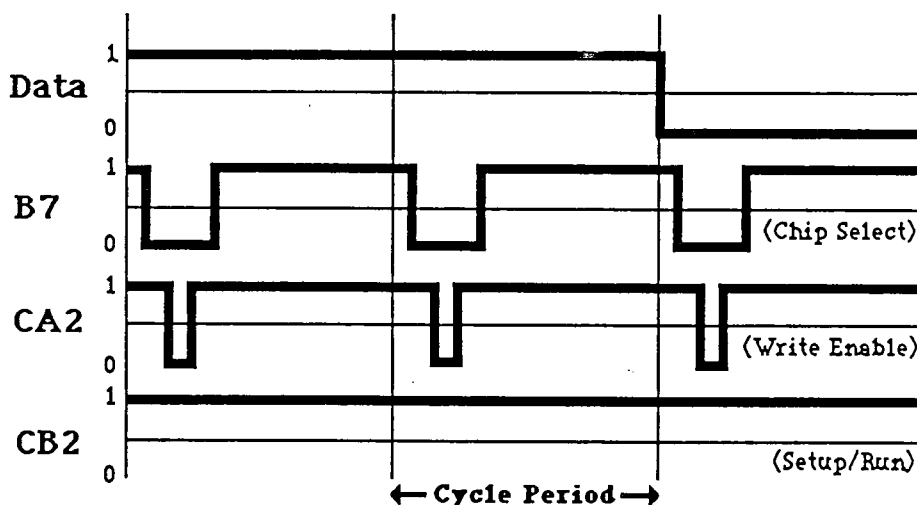 1
Data
0
1
B7
0
(Chip Select)
1
CA2
0
(Write Enable)
1
CB2
0
(Setup/Run)
Cycle Period